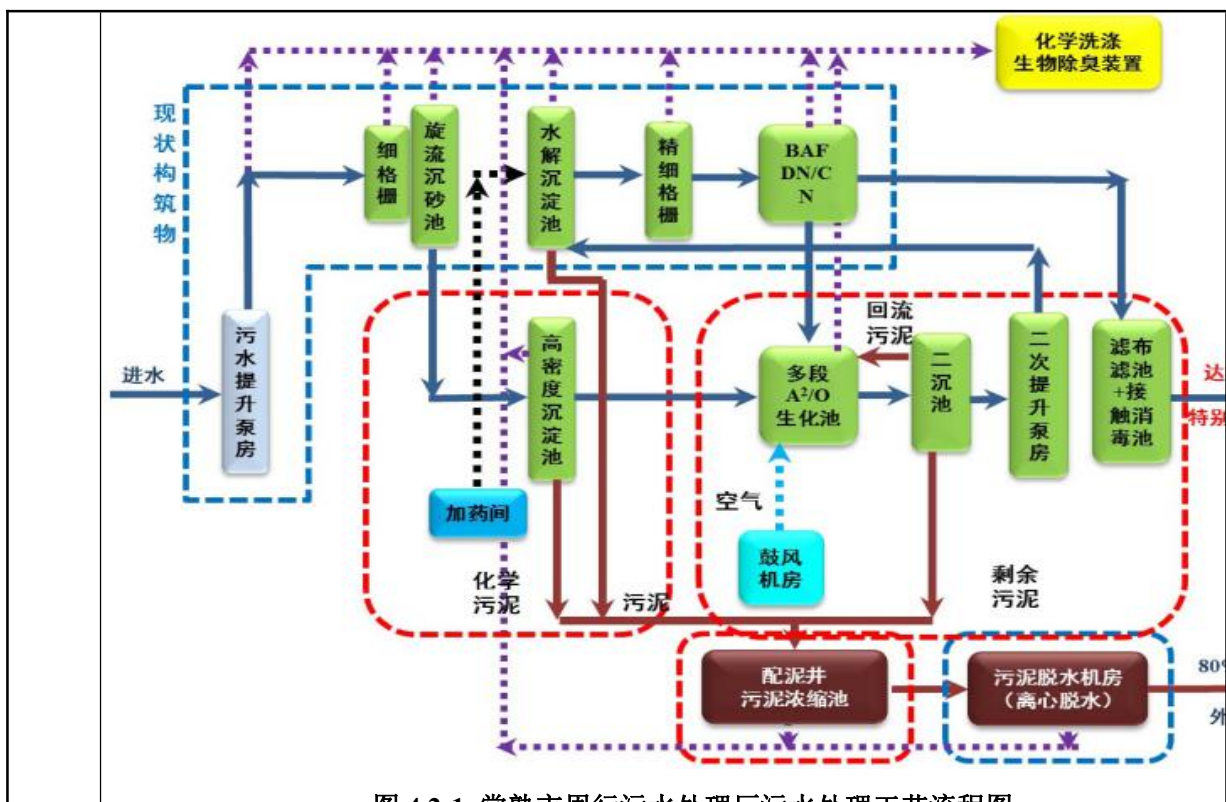 化学洗涤
生物除臭装置
现状构筑物
细格栅
旋流沉砂池
水解沉淀池
精细格栅
BAF
DN/C
N
污水提升泵房
进水
高密度沉淀池
回流
污泥
多段
A²/O
生化池
二沉池
二次提升泵房
滤布
滤池
+接
触消
毒池
达
特别
加药间
空气
鼓风
机房
化学
污泥
污泥
剩余
污泥
配泥井
污泥浓缩池
污泥脱水机房
(离心脱水)
80%
外